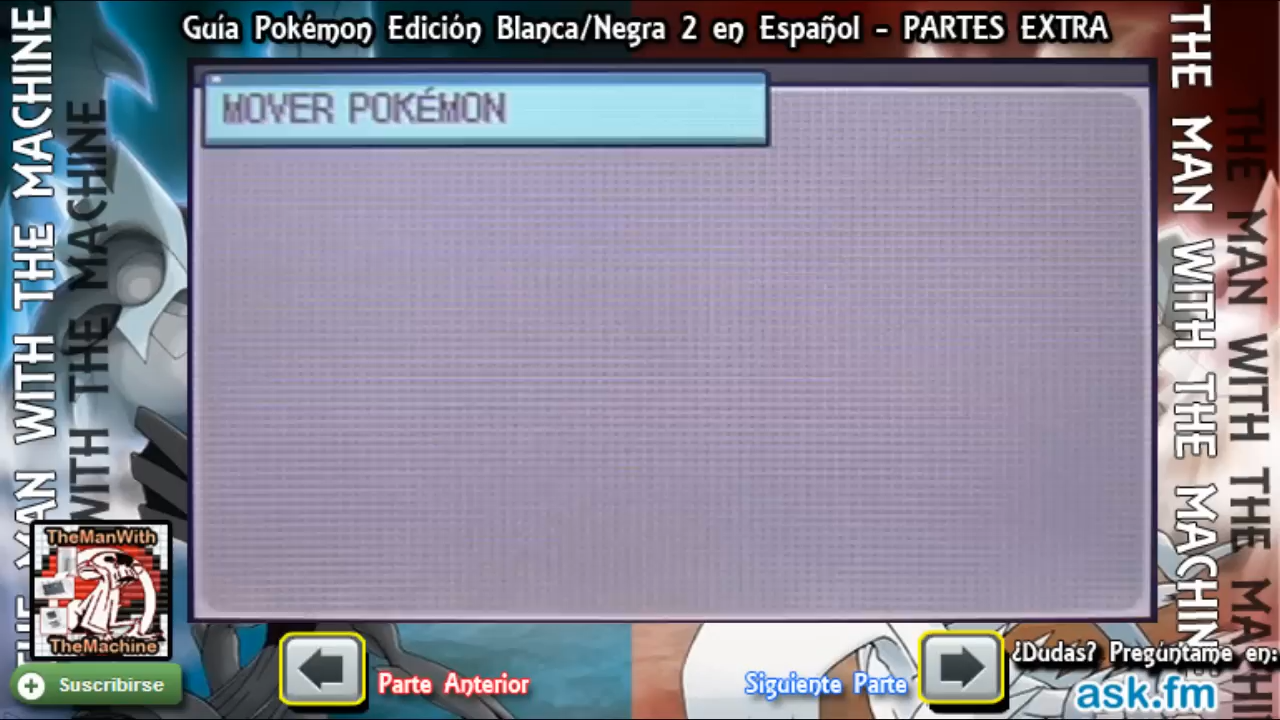 Guía Pokémon Edición Blanca/Negra 2 en Español - PARTES EXTRA
MOVER POKÉMON
THE MAN WITH THE MACHINE
WITH THE MACHINE
THE MAN WITH THE MACHINE
THE MAN WITH THE MA
TheManWith
TheMachine
Suscribirse
Parte Anterior
Siguiente Parte
¿Dudas? Pregúntame en:
ask.fm